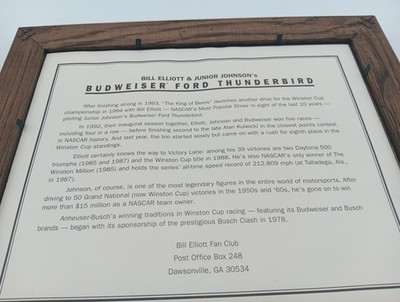 BILL ELLIOTT & JUNIOR JOHNSON's
BUDWEISER FORD THUNDERBIRD
After finishing strong in 1993, "The King of Beers" launches another drive for the Winston Cup
championship in 1994 with Bill Elliott — NASCAR's Most Popular Driver in eight of the last 10 years —
piloting Junior Johnson's Budweiser Ford Thunderbird.
In 1992, their inaugural season together, Elliott, Johnson and Budweiser won five races —
including four in a row — before finishing second to the late Alan Kulwicki in the closest points contest
in NASCAR history. And last year, the trio started slowly but came on with a rush for eighth place in the
Winston Cup standings.
Elliott certainly knows the way to Victory Lane: among his 39 victories are two Daytona 500
triumphs (1985 and 1987) and the Winston Cup title in 1988. He's also NASCAR's only winner of The
Winston Million (1985) and holds the series' all-time speed record of 212.809 mph (at Talladega, Ala.,
in 1987).
Johnson, of course, is one of the most legendary figures in the entire world of motorsports. After
driving to 50 Grand National (now Winston Cup) victories in the 1950s and '60s, he's gone on to win
more than $15 million as a NASCAR team owner.
Anheuser-Busch's winning traditions in Winston Cup racing — featuring its Budweiser and Busch
brands — began with its sponsorship of the prestigious Busch Clash in 1978.
Bill Elliott Fan Club
Post Office Box 248
Dawsonville, GA 30534